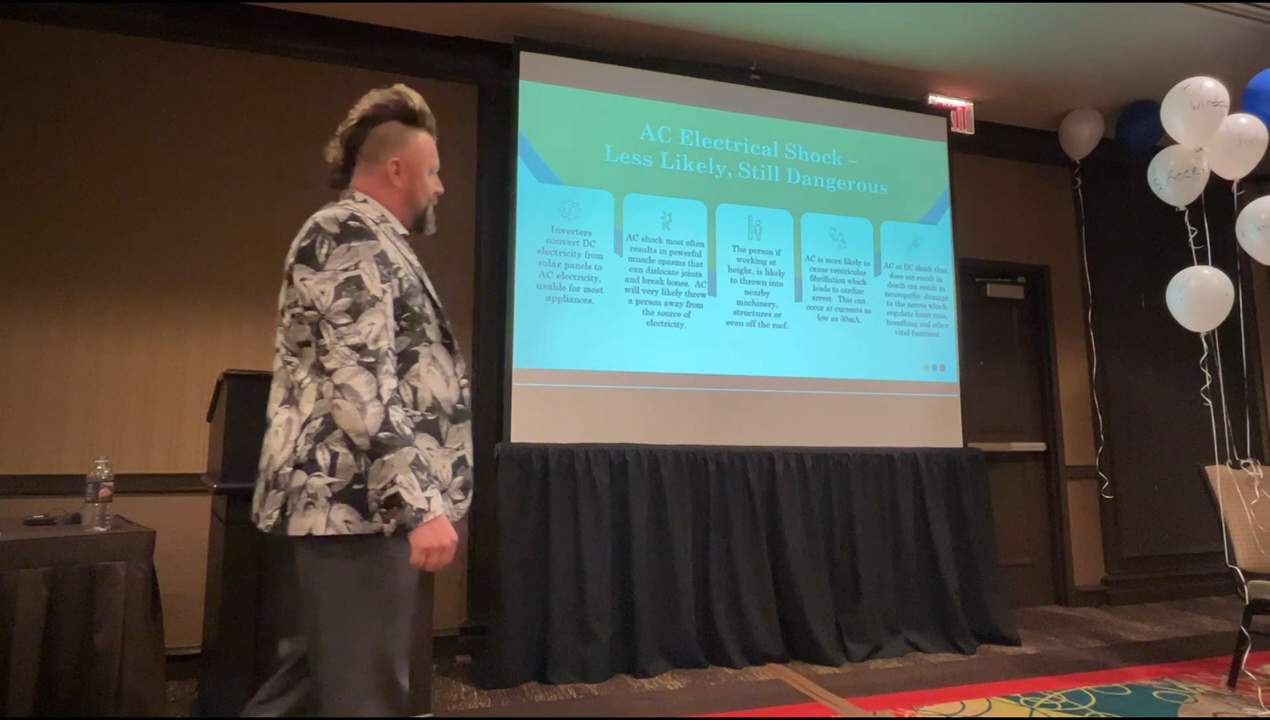 AC Electrical Shock –
Less Likely, Still Dangerous
Inverters
convert DC
electricity from
solar panels to
AC electricity,
usable for most
appliances.
AC shock most often
results in powerful
muscle spasms that
can dislocate joints
and break bones. AC
will very likely throw
a person away from
the source of
electricity.
The person if
working at
height, is likely
to thrown into
nearby
machinery,
structures or
even off the roof.
AC is more likely to
cause ventricular
fibrillation which
leads to cardiac
arrest. This can
occur at currents as
low as 30mA.
AC or DC shock that
does not result in
death can result in
neuropathy, damage
to the nerves which
regulate heart rate,
breathing and other
vital functions.